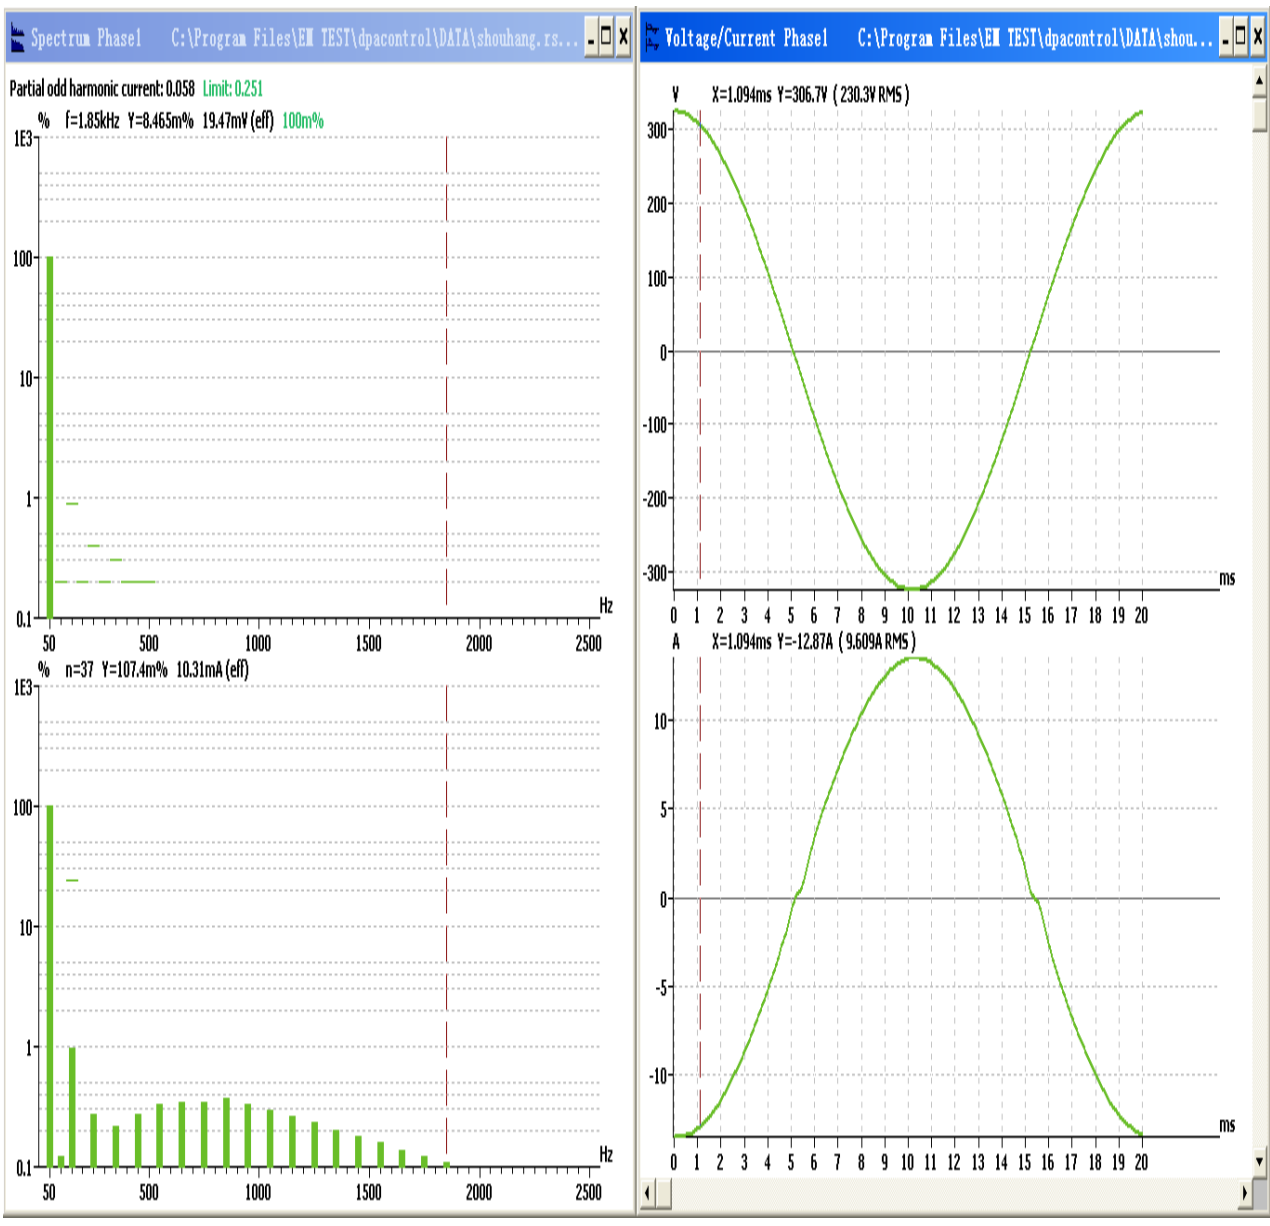 Spectrum Phase1 C:\Program Files\EM TEST\dpacontrol\DATA\shouhang.rs...
Partial odd harmonic current: 0.058 Limit: 0.251
% f=1.85kHz Y=8.465m% 19.47mV (eff) 100m%
1E3
100
10
1
0.1
Hz
50 500 1000 1500 2000 2500
% n=37 Y=107.4m% 10.31mA (eff)
1E3
100
10
1
0.1
Hz
50 500 1000 1500 2000 2500
Voltage/Current Phase1 C:\Program Files\EM TEST\dpacontrol\DATA\shou...
V X=1.094ms Y=306.7V ( 230.3V RMS )
300
200
100
0
-100
-200
-300
ms
0 1 2 3 4 5 6 7 8 9 10 11 12 13 14 15 16 17 18 19 20
A X=1.094ms Y=-12.87A ( 9.609A RMS )
10
5
0
-5
-10
ms
0 1 2 3 4 5 6 7 8 9 10 11 12 13 14 15 16 17 18 19 20